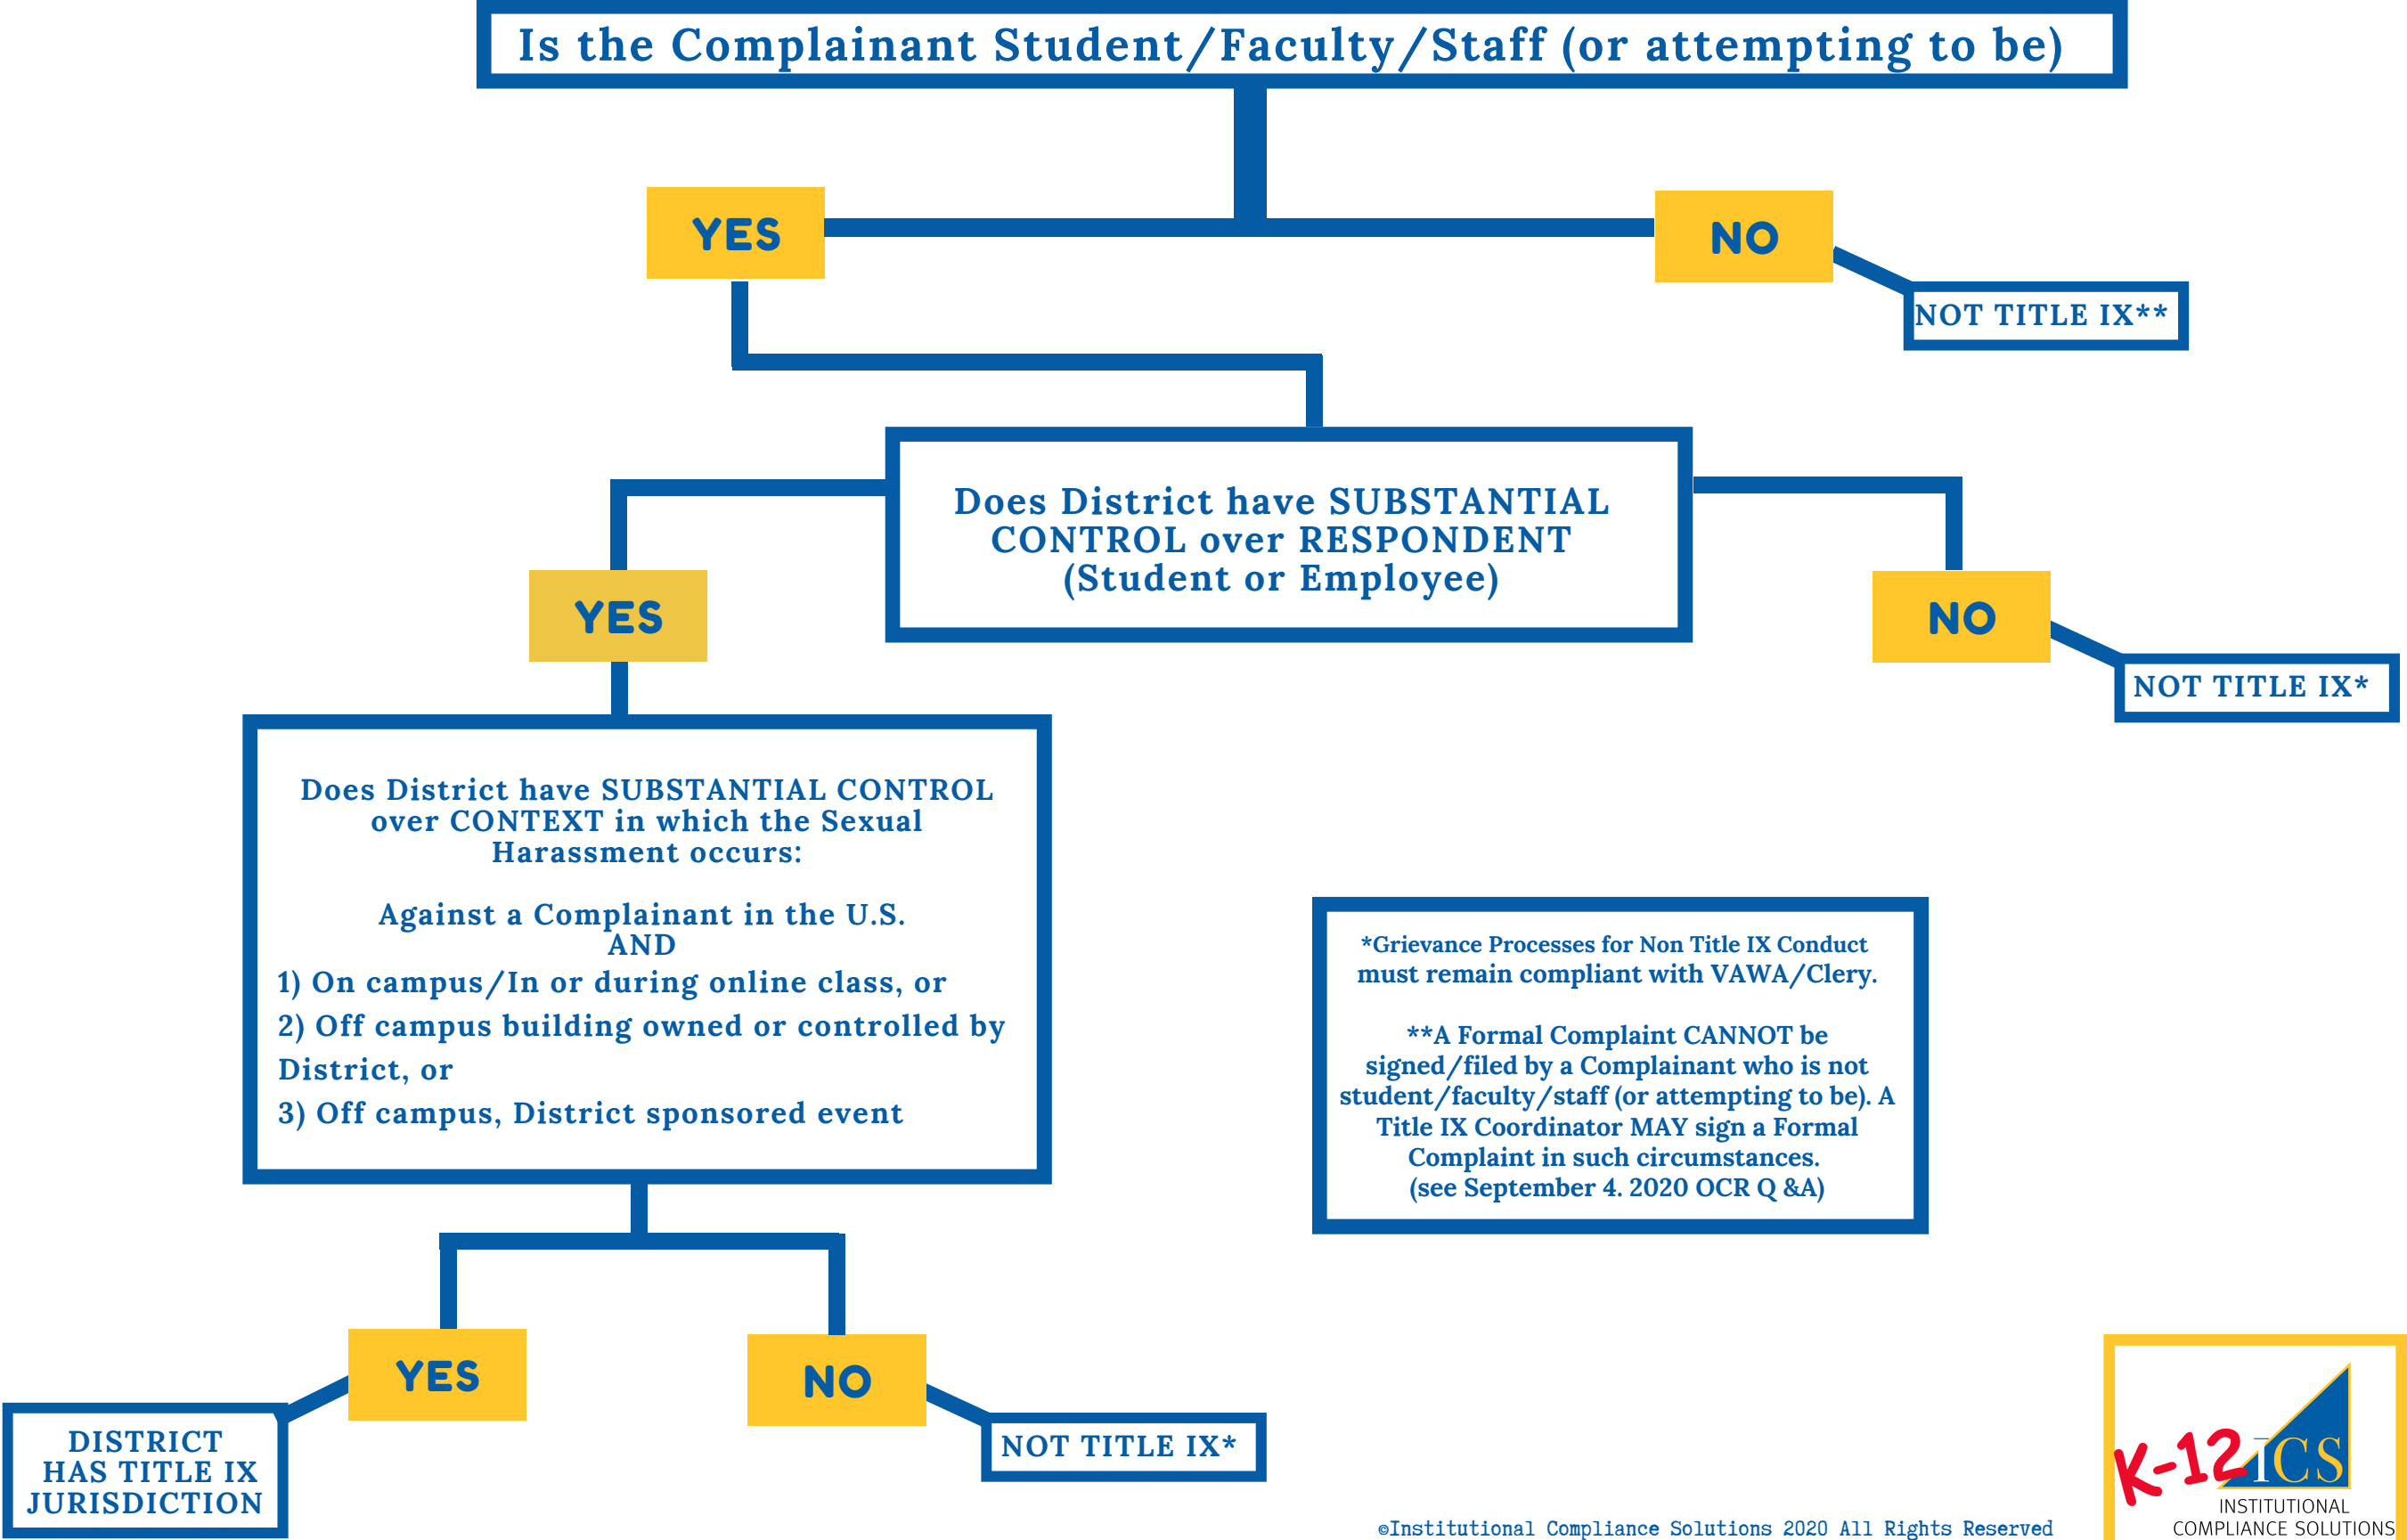 Is the Complainant Student/Faculty/Staff (or attempting to be)
YES
NO
NOT TITLE IX**
Does District have SUBSTANTIAL
CONTROL over RESPONDENT
(Student or Employee)
YES
NO
NOT TITLE IX*
Does District have SUBSTANTIAL CONTROL
over CONTEXT in which the Sexual
Harassment occurs:
Against a Complainant in the U.S.
AND
1) On campus/In or during online class, or
2) Off campus building owned or controlled by
District, or
3) Off campus, District sponsored event
*Grievance Processes for Non Title IX Conduct
must remain compliant with VAWA/Clery.
**A Formal Complaint CANNOT be
signed/filed by a Complainant who is not
student/faculty/staff (or attempting to be). A
Title IX Coordinator MAY sign a Formal
Complaint in such circumstances.
(see September 4. 2020 OCR Q &A)
YES
NO
DISTRICT
HAS TITLE IX
JURISDICTION
NOT TITLE IX*
K-12 ICS
INSTITUTIONAL
COMPLIANCE SOLUTIONS
©Institutional Compliance Solutions 2020 All Rights Reserved